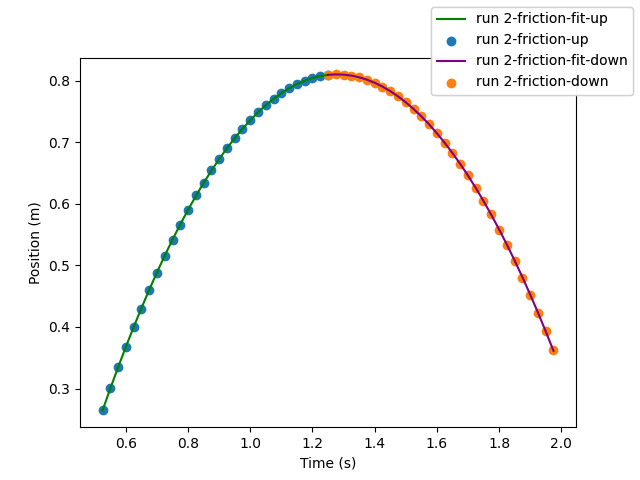 run 2-friction-fit-up
run 2-friction-up
run 2-friction-fit-down
run 2-friction-down
0.8
0.7
0.6
0.5
0.4
0.3
Position (m)
0.6 0.8 1.0 1.2 1.4 1.6 1.8 2.0
Time (s)